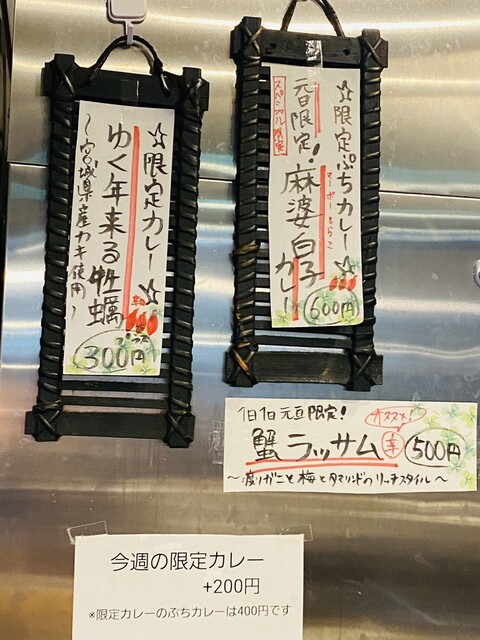 ☆限定カレー☆
ゆく年来る牡蠣
～宮城県産カキ使用～
300円
☆限定ぷちカレー☆
元日限定!
スペシャル限定
麻婆白子カレー
マーボーしらこ
600円
1日1日元旦限定!
オススメ!
蟹ラッサム
辛
500円
～渡りガニと梅とタマリンドのリッチスタイル～
今週の限定カレー
+200円
※限定カレーのぷちカレーは400円です